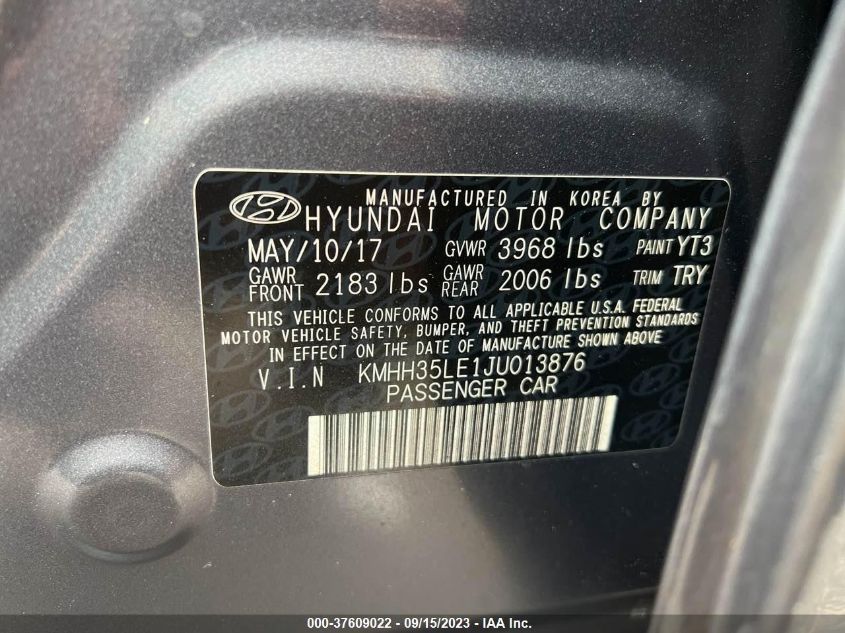 MANUFACTURED IN KOREA BY
HYUNDAI MOTOR COMPANY
MAY/10/17 GVWR 3968 lbs PAINT YT3
GAWR FRONT 2183 lbs GAWR REAR 2006 lbs TRIM TRY
THIS VEHICLE CONFORMS TO ALL APPLICABLE U.S.A. FEDERAL
MOTOR VEHICLE SAFETY, BUMPER, AND THEFT PREVENTION STANDARDS
IN EFFECT ON THE DATE OF MANUFACTURE SHOWN ABOVE
V.I.N KMHH35LE1JU013876
PASSENGER CAR
000-37609022 - 09/15/2023 - IAA Inc.